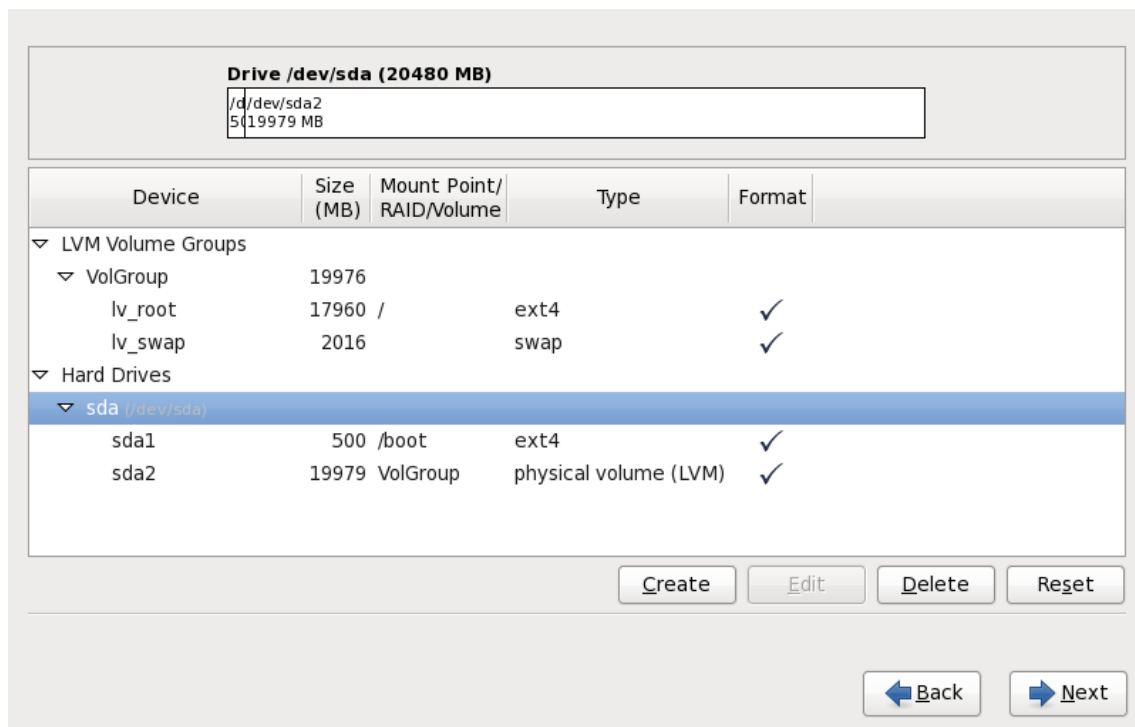 Drive /dev/sda (20480 MB)
/d/dev/sda2
50 19979 MB
Device Size (MB) Mount Point/ RAID/Volume Type Format
LVM Volume Groups
VolGroup 19976
lv_root 17960 / ext4
lv_swap 2016 swap
Hard Drives
sda (/dev/sda)
sda1 500 /boot ext4
sda2 19979 VolGroup physical volume (LVM)
Create Edit Delete Reset
Back Next